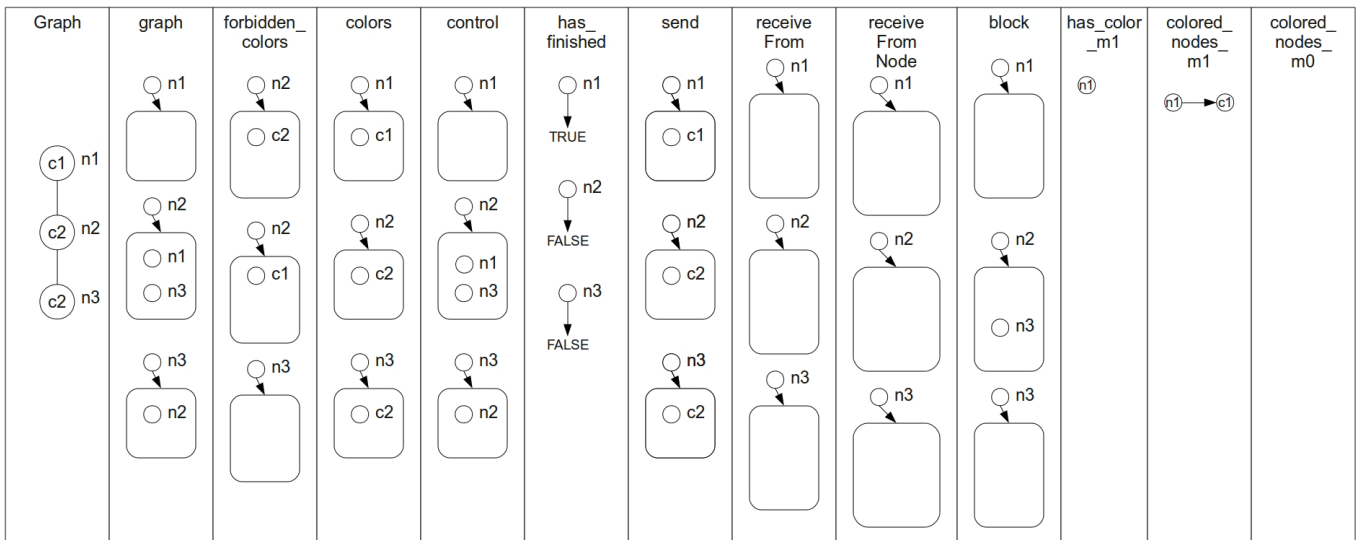 Graph
c1 n1
c2 n2
c2 n3
graph
n1
n2
n1
n3
n3
n2
forbidden_
colors
n2
c2
n2
c1
n3
colors
n1
c1
n2
c2
n3
c2
control
n1
n2
n1
n3
n3
n2
has_
finished
n1
TRUE
n2
FALSE
n3
FALSE
send
n1
c1
n2
c2
n3
c2
receive
From
n1
n2
n3
receive
From
Node
n1
n2
n3
block
n1
n2
n3
n3
has_color
_m1
n1
colored_
nodes_
m1
n1 c1
colored_
nodes_
m0